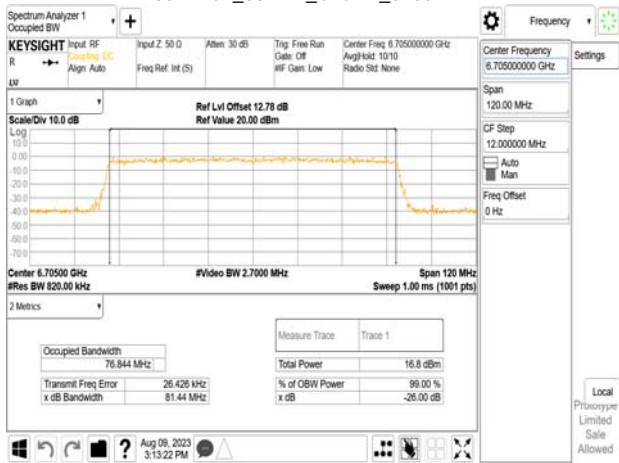 Spectrum Analyzer 1
Occupied BW
Frequency
KEYSIGHT
R
LXI
Input: RF
Coupling: DC
Align: Auto
Input Z: 50 Ω
Freq Ref: Int (S)
Atten: 30 dB
Trig: Free Run
Gate: Off
#IF Gain: Low
Center Freq: 6.705000000 GHz
Avg|Hold: 10/10
Radio Std: None
Center Frequency
6.705000000 GHz
Settings
Span
120.00 MHz
CF Step
12.000000 MHz
Auto
Man
Freq Offset
0 Hz
1 Graph
Scale/Div 10.0 dB
Ref Lvl Offset 12.78 dB
Ref Value 20.00 dBm
Log
10.0
0.00
-10.0
-20.0
-30.0
-40.0
-50.0
-60.0
-70.0
Center 6.70500 GHz
#Video BW 2.7000 MHz
Span 120 MHz
#Res BW 820.00 kHz
Sweep 1.00 ms (1001 pts)
2 Metrics
Measure Trace Trace 1
Occupied Bandwidth
76.844 MHz
Total Power 16.8 dBm
Transmit Freq Error 26.426 kHz
% of OBW Power 99.00 %
x dB Bandwidth 81.44 MHz
x dB -26.00 dB
Local
Prototype
Limited
Sale
Allowed
?
Aug 09, 2023
3:13:22 PM